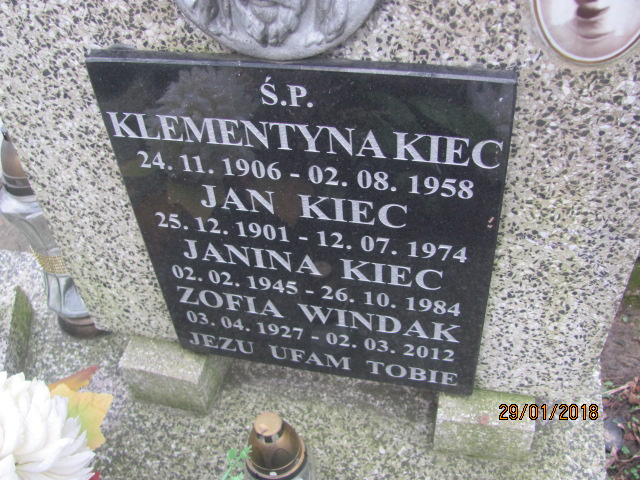 Ś.P.
KLEMENTYNA KIEC
24. 11. 1906 - 02. 08. 1958
JAN KIEC
25. 12. 1901 - 12. 07. 1974
JANINA KIEC
02. 02. 1945 - 26. 10. 1984
ZOFIA WINDAK
03. 04. 1927 - 02. 03. 2012
JEZU UFAM TOBIE
29/01/2018